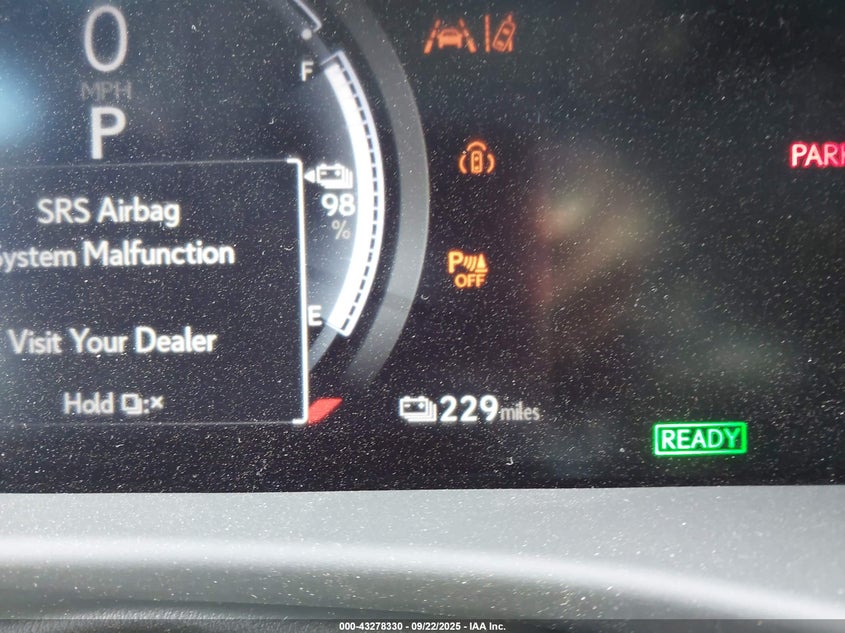 0
MPH
P
F
PARK
98
%
SRS Airbag
System Malfunction
P
OFF
E
Visit Your Dealer
Hold :×
229 miles
READY
000-43278330 - 09/22/2025 - IAA Inc.